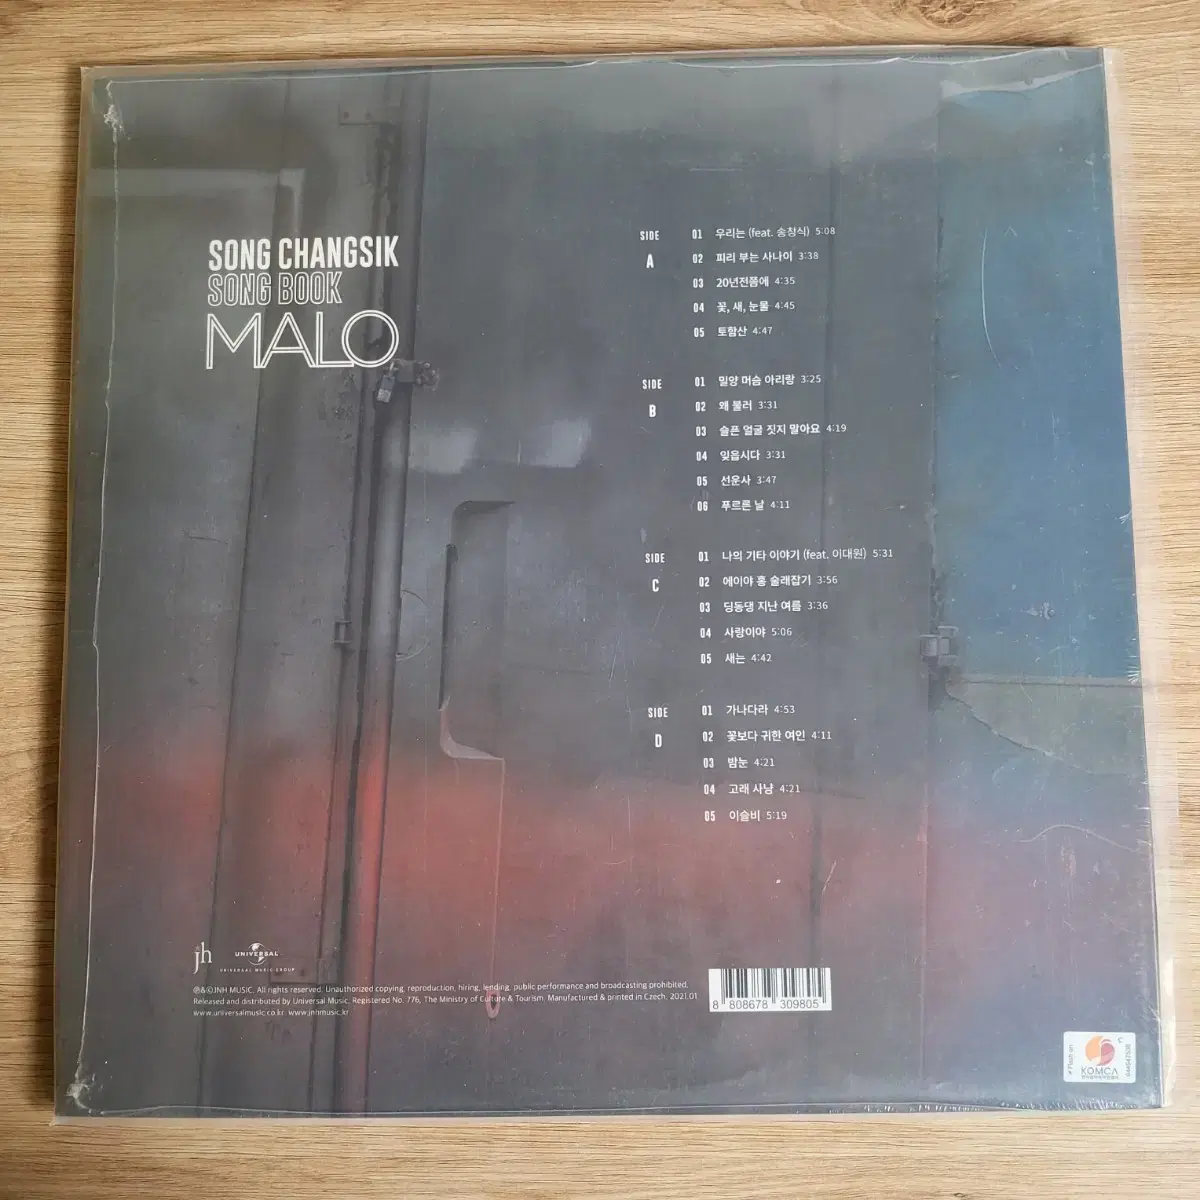 SONG CHANGSIK
SONG BOOK
MALO
SIDE A
01 우리는 (feat. 송창식) 5:08
02 피리 부는 사나이 3:38
03 20년전쯤에 4:35
04 꽃, 새, 눈물 4:45
05 토함산 4:47
SIDE B
01 밀양 머슴 아리랑 3:25
02 왜 불러 3:31
03 슬픈 얼굴 짓지 말아요 4:19
04 잊읍시다 3:31
05 선운사 3:47
06 푸르른 날 4:11
SIDE C
01 나의 기타 이야기 (feat. 이대원) 5:31
02 에이야 홍 술래잡기 3:56
03 딩동댕 지난 여름 3:36
04 사랑이야 5:06
05 새는 4:42
SIDE D
01 가나다라 4:53
02 꽃보다 귀한 여인 4:11
03 밤눈 4:21
04 고래 사냥 4:21
05 이슬비 5:19
jh
UNIVERSAL
UNIVERSAL MUSIC GROUP
℗&©JNH MUSIC, All rights reserved. Unauthorized copying, reproduction, hiring, lending, public performance and broadcasting prohibited.
Released and distributed by Universal Music. Registered No. 776, The Ministry of Culture & Tourism. Manufactured & printed in Czech. 2021.01
www.universalmusic.co.kr www.jnhmusic.kr
8 808678 309805
KOMCA